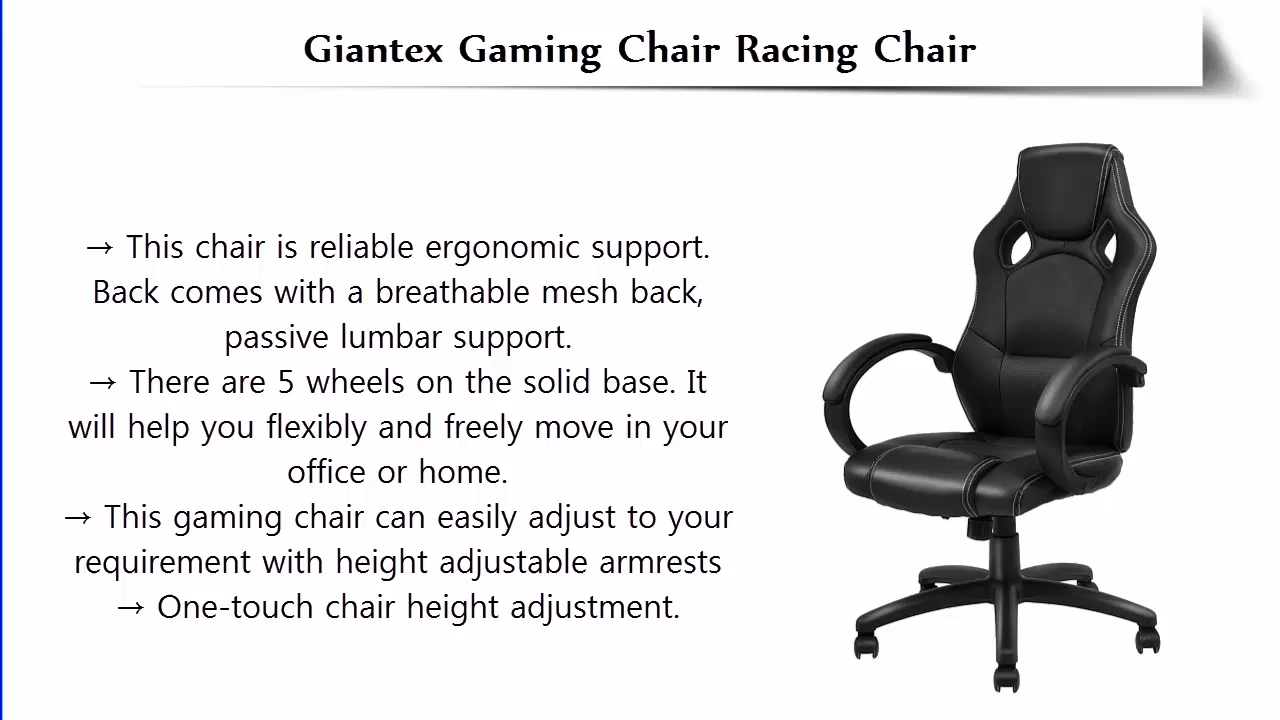 Giantex Gaming Chair Racing Chair
→ This chair is reliable ergonomic support.
Back comes with a breathable mesh back,
passive lumbar support.
→ There are 5 wheels on the solid base. It
will help you flexibly and freely move in your
office or home.
→ This gaming chair can easily adjust to your
requirement with height adjustable armrests
→ One-touch chair height adjustment.